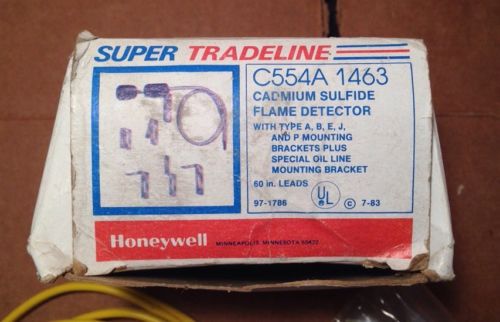 SUPER TRADELINE
C554A 1463
CADMIUM SULFIDE
FLAME DETECTOR
WITH TYPE A, B, E, J,
AND P MOUNTING
BRACKETS PLUS
SPECIAL OIL LINE
MOUNTING BRACKET
60 in. LEADS
97-1786 UL © 7-83
Honeywell MINNEAPOLIS, MINNESOTA 55422